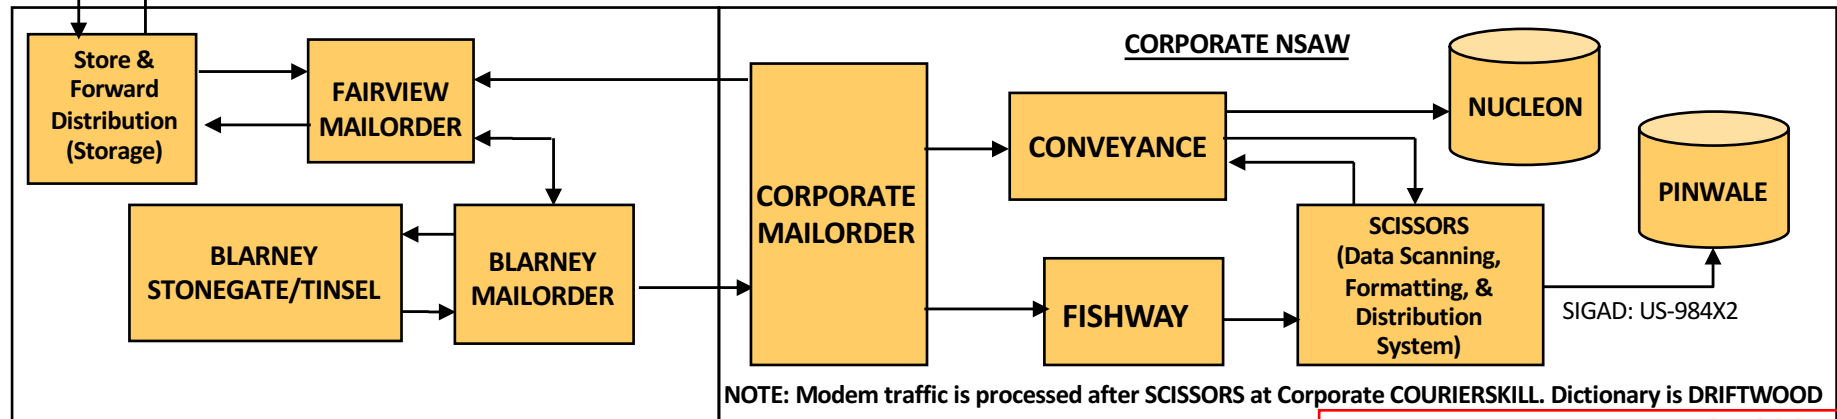 CORPORATE NSAW
Store &
Forward
Distribution
(Storage)
FAIRVIEW
MAILORDER
BLARNEY
STONEGATE/TINSEL
BLARNEY
MAILORDER
CORPORATE
MAILORDER
CONVEYANCE
FISHWAY
NUCLEON
SCISSORS
(Data Scanning,
Formatting, &
Distribution
System)
PINWALE
SIGAD: US-984X2
NOTE: Modem traffic is processed after SCISSORS at Corporate COURIERSKILL. Dictionary is DRIFTWOOD